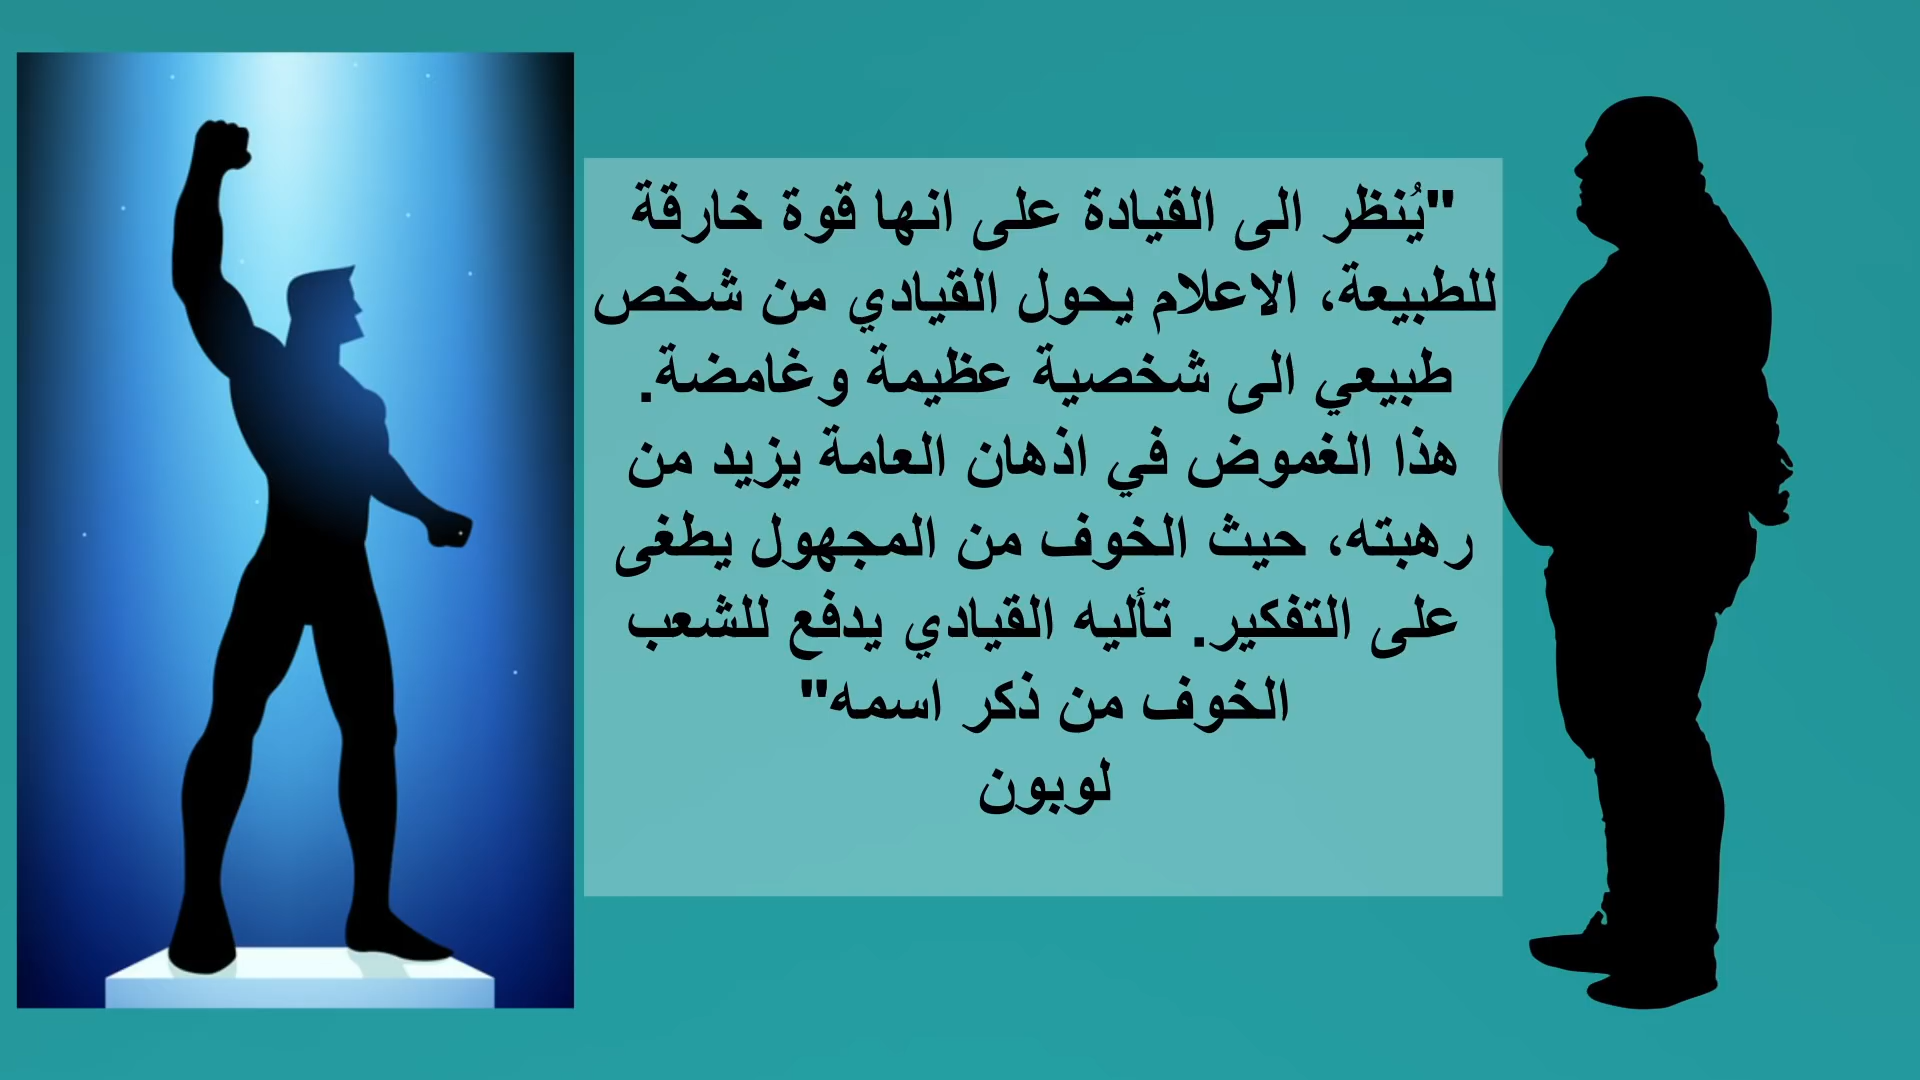 "يُنظر الى القيادة على انها قوة خارقة
للطبيعة، الاعلام يحول القيادي من شخص
طبيعي الى شخصية عظيمة وغامضة.
هذا الغموض في اذهان العامة يزيد من
رهبته، حيث الخوف من المجهول يطغى
على التفكير. تأليه القيادي يدفع للشعب
الخوف من ذكر اسمه"
لوبون